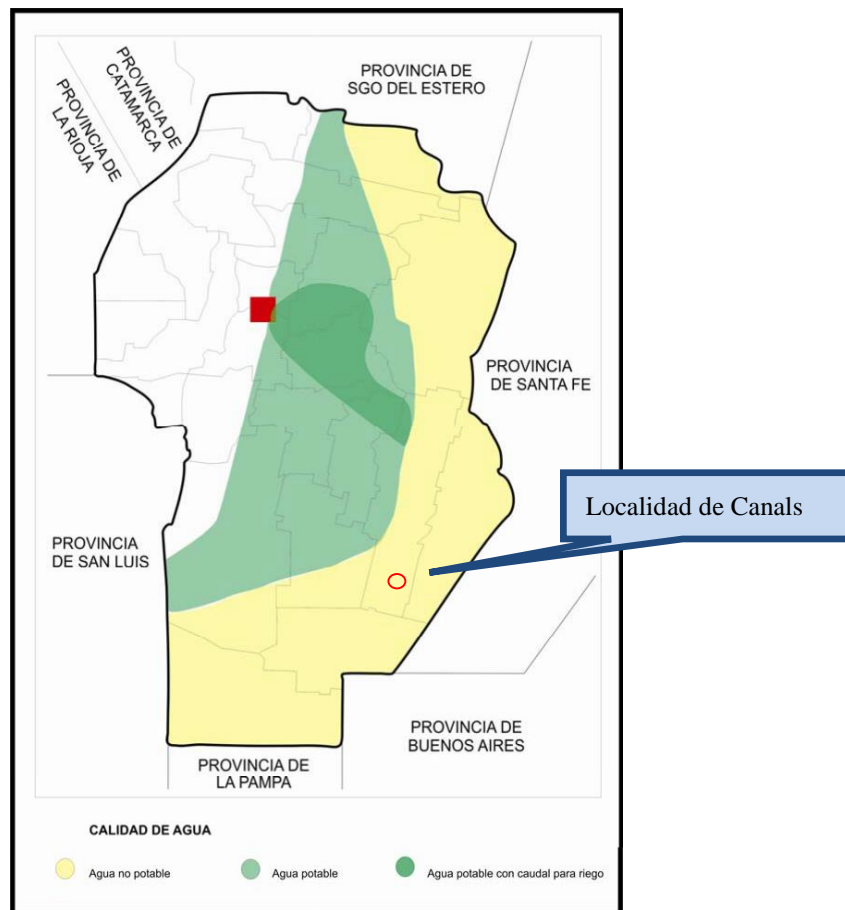 PROVINCIA DE
CATAMARCA
PROVINCIA DE
LA RIOJA
PROVINCIA DE
SGO DEL ESTERO
PROVINCIA
DE SANTA FE
Localidad de Canals
PROVINCIA
DE SAN LUIS
PROVINCIA DE
BUENOS AIRES
PROVINCIA DE
LA PAMPA
CALIDAD DE AGUA
Agua no potable
Agua potable
Agua potable con caudal para riego